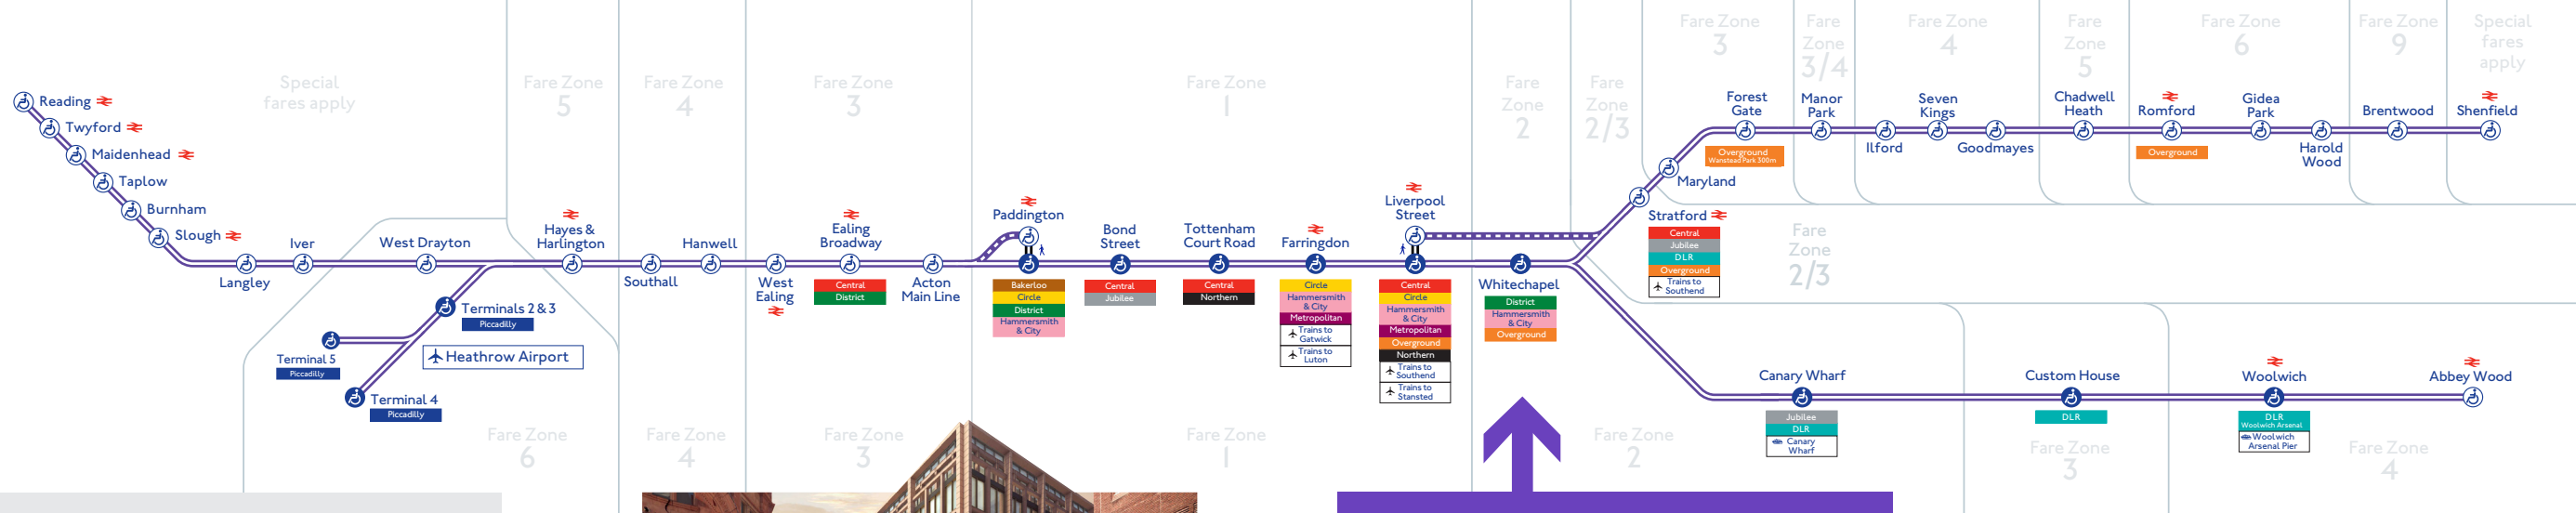 Special
fares apply
Fare Zone
5
Fare Zone
4
Fare Zone
3
Fare Zone
1
Fare
Zone
2
Fare
Zone
2/3
Fare Zone
3
Fare
Zone
3/4
Fare Zone
4
Fare
Zone
5
Fare Zone
6
Fare Zone
9
Special
fares
apply
Reading
Twyford
Maidenhead
Taplow
Burnham
Slough
Langley
Iver
West Drayton
Terminals 2 & 3
Piccadilly
Terminal 5
Piccadilly
Heathrow Airport
Terminal 4
Piccadilly
Hayes &
Harlington
Southall
Hanwell
West
Ealing
Ealing
Broadway
Central
District
Acton
Main Line
Paddington
Bakerloo
Circle
District
Hammersmith
& City
Bond
Street
Central
Jubilee
Tottenham
Court Road
Central
Northern
Farringdon
Circle
Hammersmith
& City
Metropolitan
Trains to
Gatwick
Trains to
Luton
Liverpool
Street
Central
Circle
Hammersmith
& City
Metropolitan
Overground
Northern
Trains to
Southend
Trains to
Stansted
Whitechapel
District
Hammersmith
& City
Overground
Stratford
Central
Jubilee
DLR
Overground
Trains to
Southend
Maryland
Forest
Gate
Overground
Wanstead Park 300m
Manor
Park
Ilford
Seven
Kings
Goodmayes
Chadwell
Heath
Romford
Overground
Gidea
Park
Harold
Wood
Brentwood
Shenfield
Fare
Zone
2/3
Canary Wharf
Jubilee
DLR
Canary
Wharf
Custom House
DLR
Woolwich
DLR
Woolwich Arsenal
Woolwich
Arsenal Pier
Abbey Wood
Fare Zone
6
Fare Zone
4
Fare Zone
3
Fare Zone
1
Fare Zone
2
Fare Zone
3
Fare Zone
4